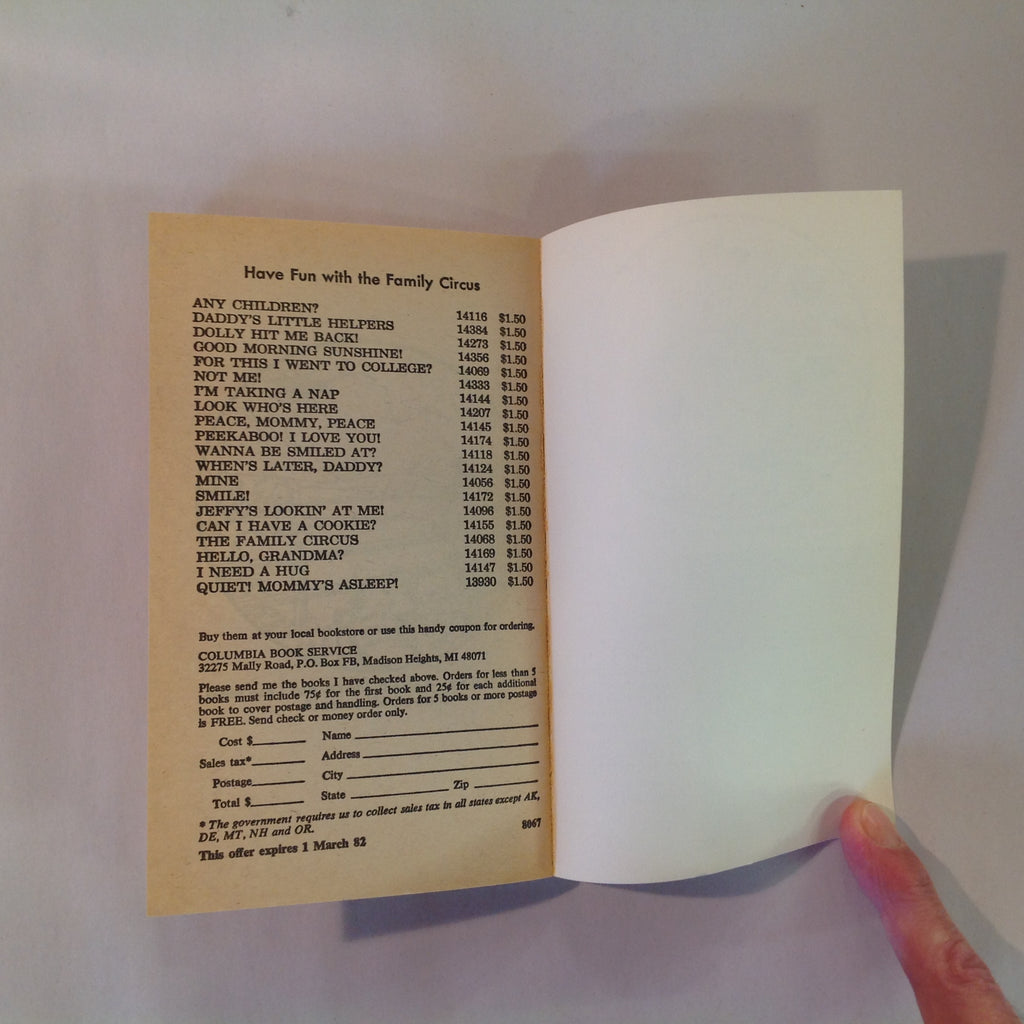 Have Fun with the Family Circus
ANY CHILDREN? 14116 $1.50
DADDY'S LITTLE HELPERS 14384 $1.50
DOLLY HIT ME BACK! 14273 $1.50
GOOD MORNING SUNSHINE! 14356 $1.50
FOR THIS I WENT TO COLLEGE? 14069 $1.50
NOT ME! 14333 $1.50
I'M TAKING A NAP 14144 $1.50
LOOK WHO'S HERE 14207 $1.50
PEACE, MOMMY, PEACE 14145 $1.50
PEEKABOO! I LOVE YOU! 14174 $1.50
WANNA BE SMILED AT? 14118 $1.50
WHEN'S LATER, DADDY? 14124 $1.50
MINE 14056 $1.50
SMILE! 14172 $1.50
JEFFY'S LOOKIN' AT ME! 14096 $1.50
CAN I HAVE A COOKIE? 14155 $1.50
THE FAMILY CIRCUS 14068 $1.50
HELLO, GRANDMA? 14169 $1.50
I NEED A HUG 14147 $1.50
QUIET! MOMMY'S ASLEEP! 13930 $1.50
Buy them at your local bookstore or use this handy coupon for ordering.
COLUMBIA BOOK SERVICE
32275 Mally Road, P.O. Box FB, Madison Heights, MI 48071
Please send me the books I have checked above. Orders for less than 5
books must include 75¢ for the first book and 25¢ for each additional
book to cover postage and handling. Orders for 5 books or more postage
is FREE. Send check or money order only.
Cost $______ Name ______
Sales tax*______ Address ______
Postage______ City ______
Total $______ State ______ Zip ______
* The government requires us to collect sales tax in all states except AK,
DE, MT, NH and OR.
8067
This offer expires 1 March 82